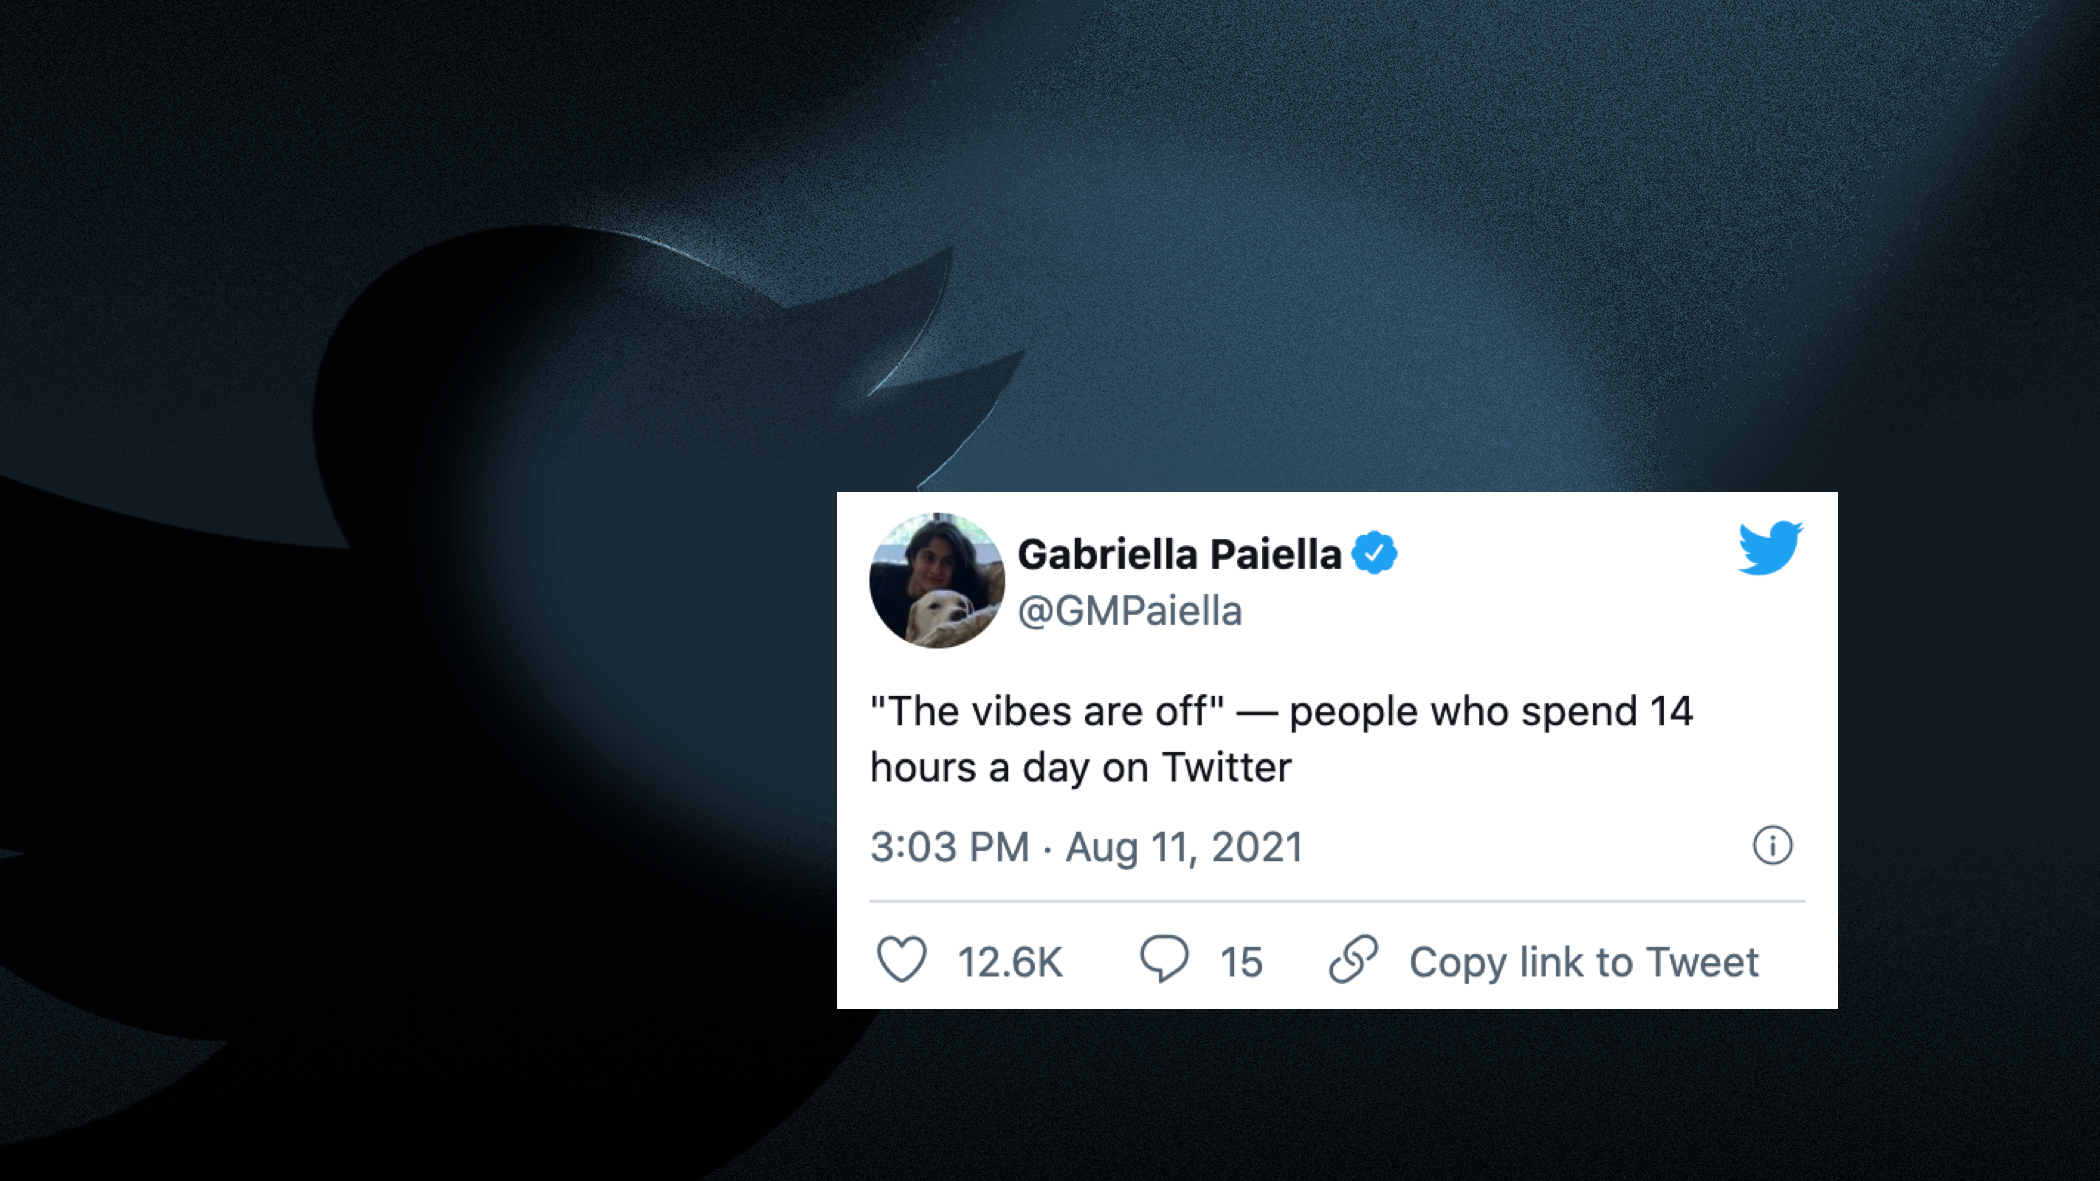 Gabriella Paiella
@GMPaiella
"The vibes are off" — people who spend 14
hours a day on Twitter
3:03 PM · Aug 11, 2021
12.6K 15 Copy link to Tweet